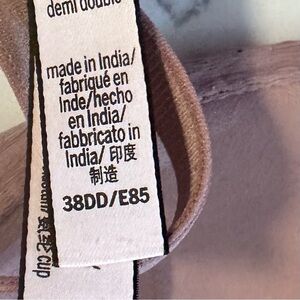 demi double
made in India/
fabriqué en
Inde/hecho
en India/
fabbricato in
India/ 印度
制造
38DD/E85
cup